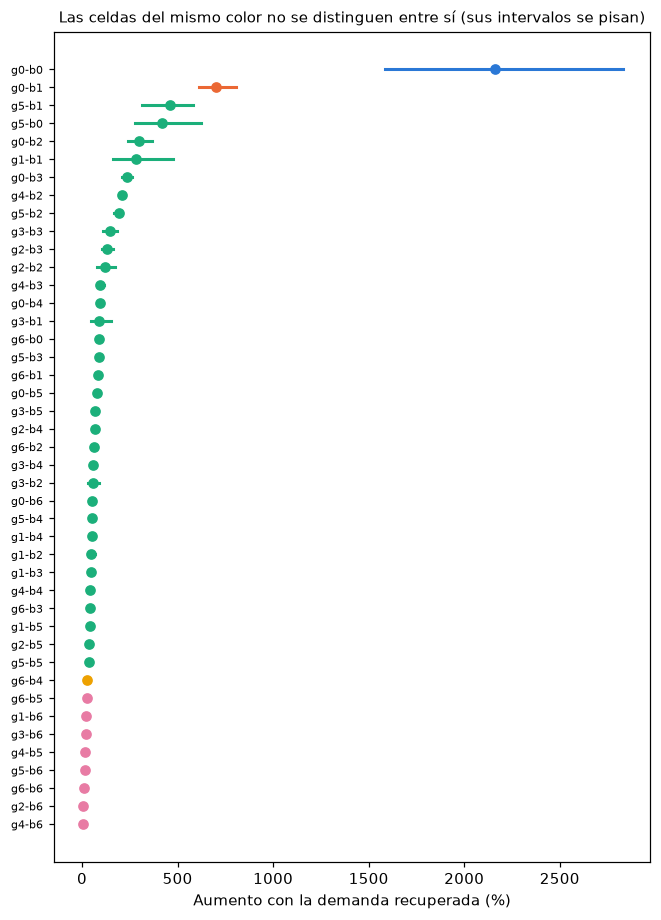 Las celdas del mismo color no se distinguen entre sí (sus intervalos se pisan)
g0-b0
g0-b1
g5-b1
g5-b0
g0-b2
g1-b1
g0-b3
g4-b2
g5-b2
g3-b3
g2-b3
g2-b2
g4-b3
g0-b4
g3-b1
g6-b0
g5-b3
g6-b1
g0-b5
g3-b5
g2-b4
g6-b2
g3-b4
g3-b2
g0-b6
g5-b4
g1-b4
g1-b2
g1-b3
g4-b4
g6-b3
g1-b5
g2-b5
g5-b5
g6-b4
g6-b5
g1-b6
g3-b6
g4-b5
g5-b6
g6-b6
g2-b6
g4-b6
0 500 1000 1500 2000 2500
Aumento con la demanda recuperada (%)